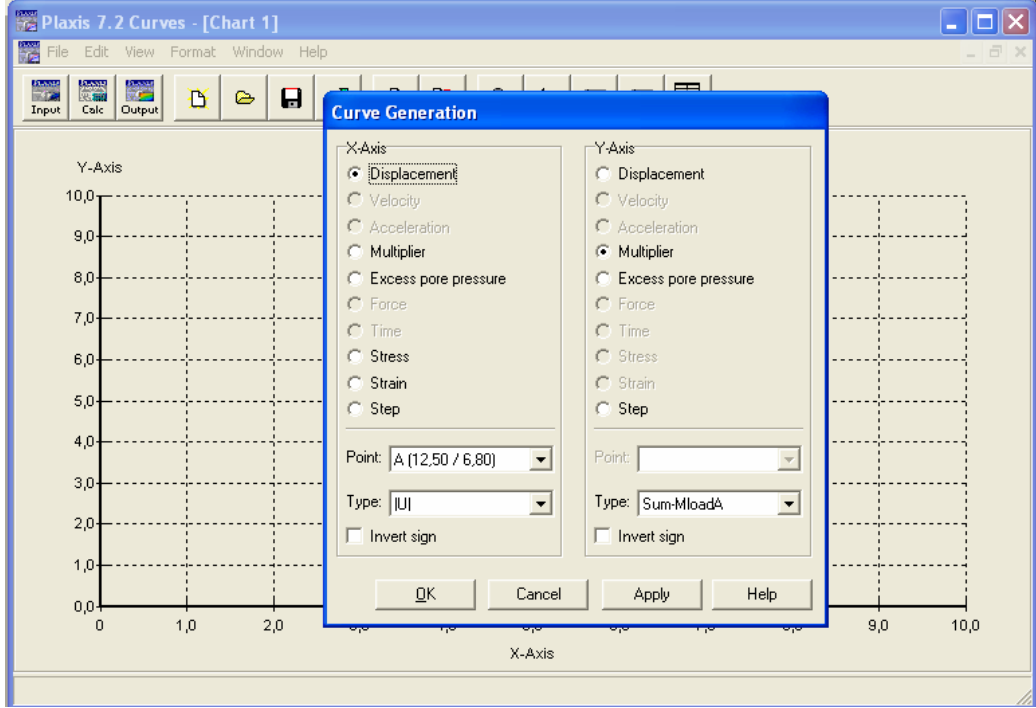 Plaxis 7.2 Curves - [Chart 1]
File Edit View Format Window Help
Input Calc Output
Curve Generation
X-Axis
Displacement
Velocity
Acceleration
Multiplier
Excess pore pressure
Force
Time
Stress
Strain
Step
Point: A (12,50 / 6,80)
Type: |U|
Invert sign
Y-Axis
Displacement
Velocity
Acceleration
Multiplier
Excess pore pressure
Force
Time
Stress
Strain
Step
Point:
Type: Sum-MloadA
Invert sign
OK Cancel Apply Help
Y-Axis
10,0
9,0
8,0
7,0
6,0
5,0
4,0
3,0
2,0
1,0
0,0
0 1,0 2,0 9,0 10,0
X-Axis